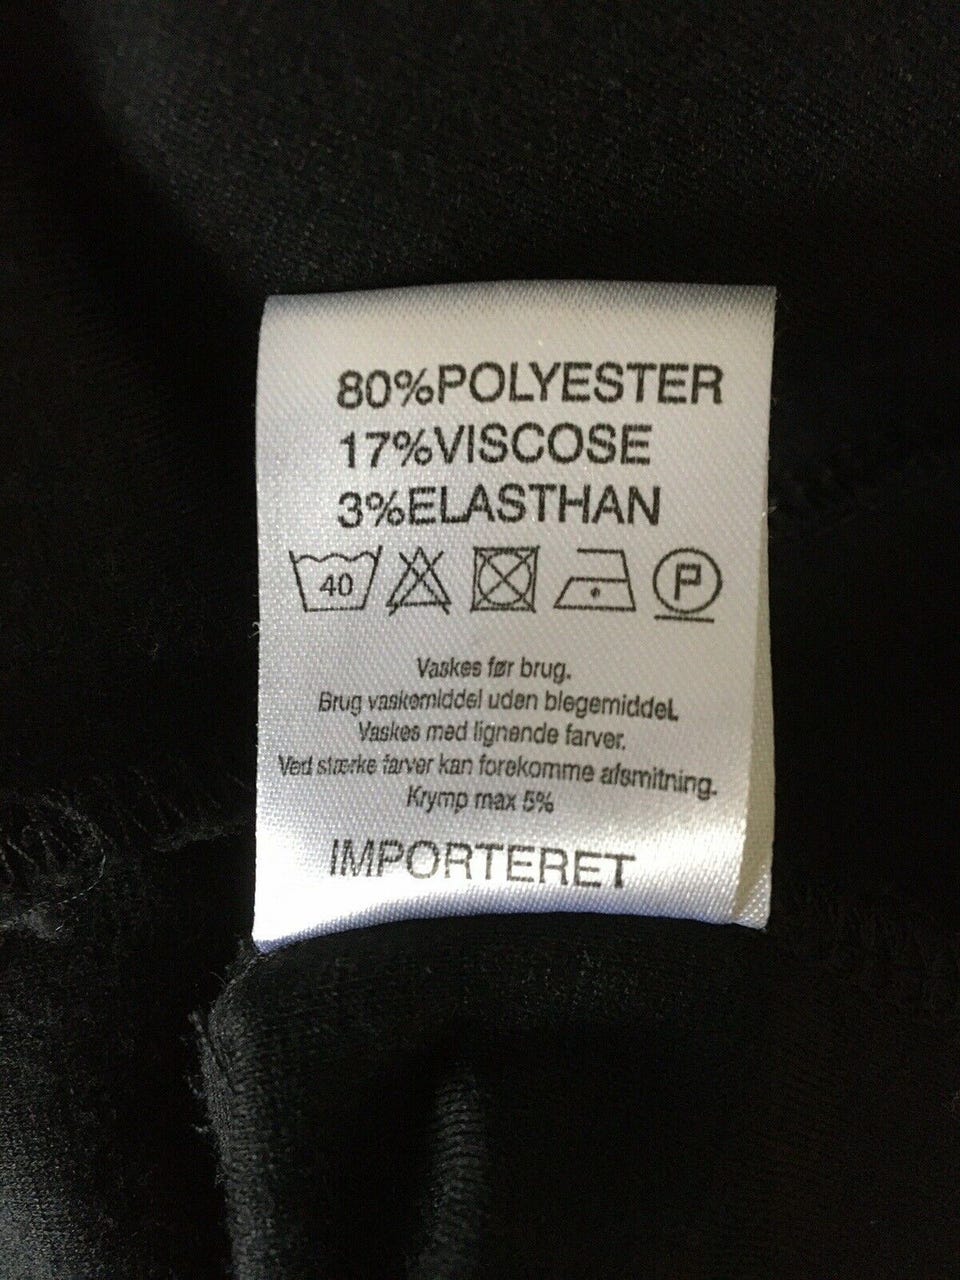 80%POLYESTER
17%VISCOSE
3%ELASTHAN
40 P
Vaskes før brug.
Brug vaskemiddel uden blegemiddel.
Vaskes med lignende farver.
Ved stærke farver kan forekomme afsmitning.
Krymp max 5%
IMPORTERET